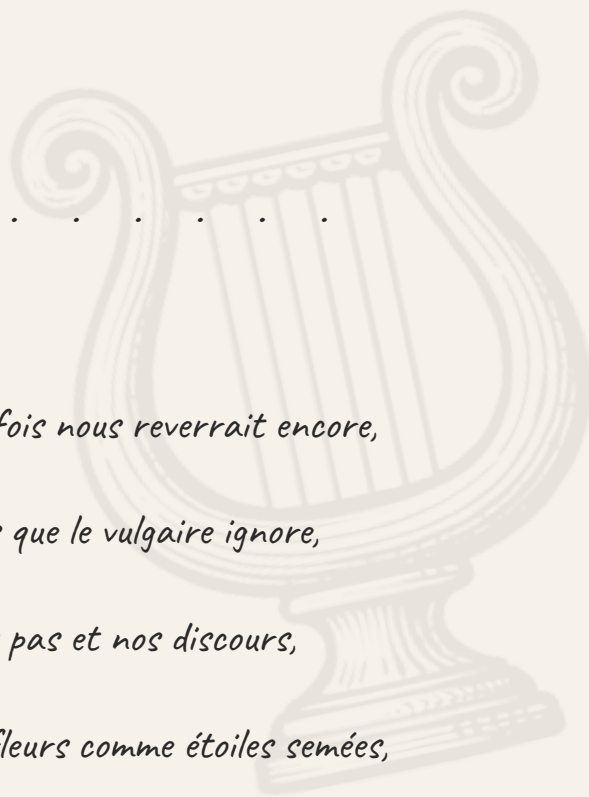 . . . . . .
fois nous reverrait encore,
que le vulgaire ignore,
pas et nos discours,
fleurs comme étoiles semées,